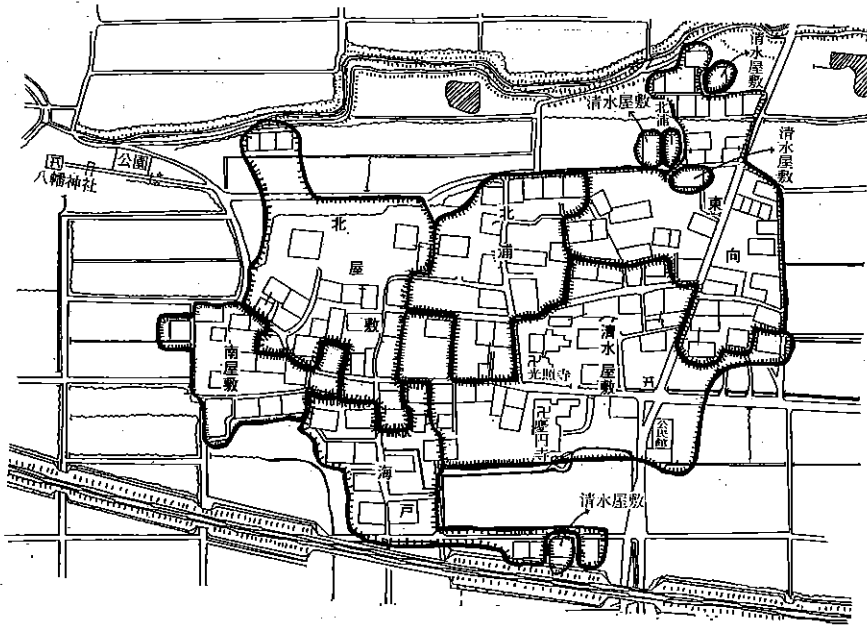 清水屋敷
清水屋敷
北浦
清水屋敷
公園
八幡神社
北屋敷
北浦
東向
南屋敷
清水屋敷
光照寺
慶円寺
公民館
海戸
清水屋敷